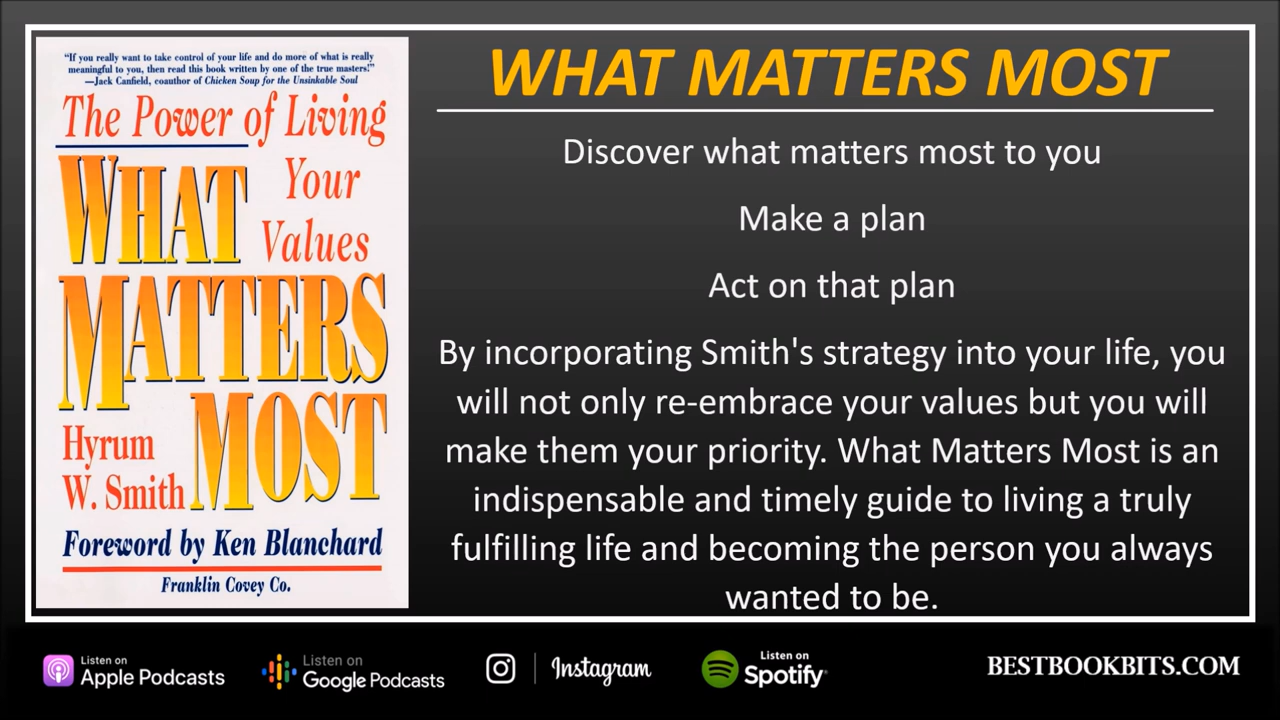 “If you really want to take control of your life and do more of what is really
meaningful to you, then read this book written by one of the true masters!”
—Jack Canfield, coauthor of Chicken Soup for the Unsinkable Soul
The Power of Living
Your
Values
WHAT
MATTERS
MOST
Hyrum
W. Smith
Foreword by Ken Blanchard
Franklin Covey Co.
WHAT MATTERS MOST
Discover what matters most to you
Make a plan
Act on that plan
By incorporating Smith's strategy into your life, you
will not only re-embrace your values but you will
make them your priority. What Matters Most is an
indispensable and timely guide to living a truly
fulfilling life and becoming the person you always
wanted to be.
Listen on
Apple Podcasts
Listen on
Google Podcasts
Instagram
Listen on
Spotify
BESTBOOKBITS.COM